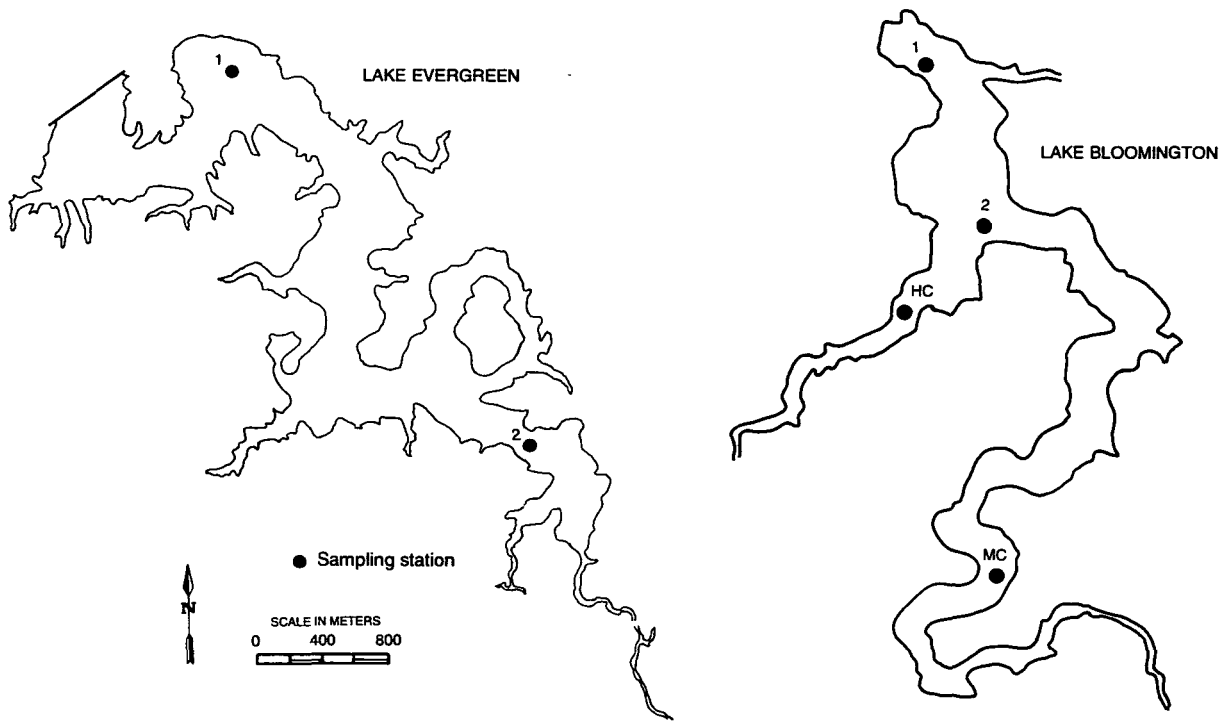 1
LAKE EVERGREEN
2
Sampling station
N
SCALE IN METERS
0 400 800
1
LAKE BLOOMINGTON
2
HC
MC